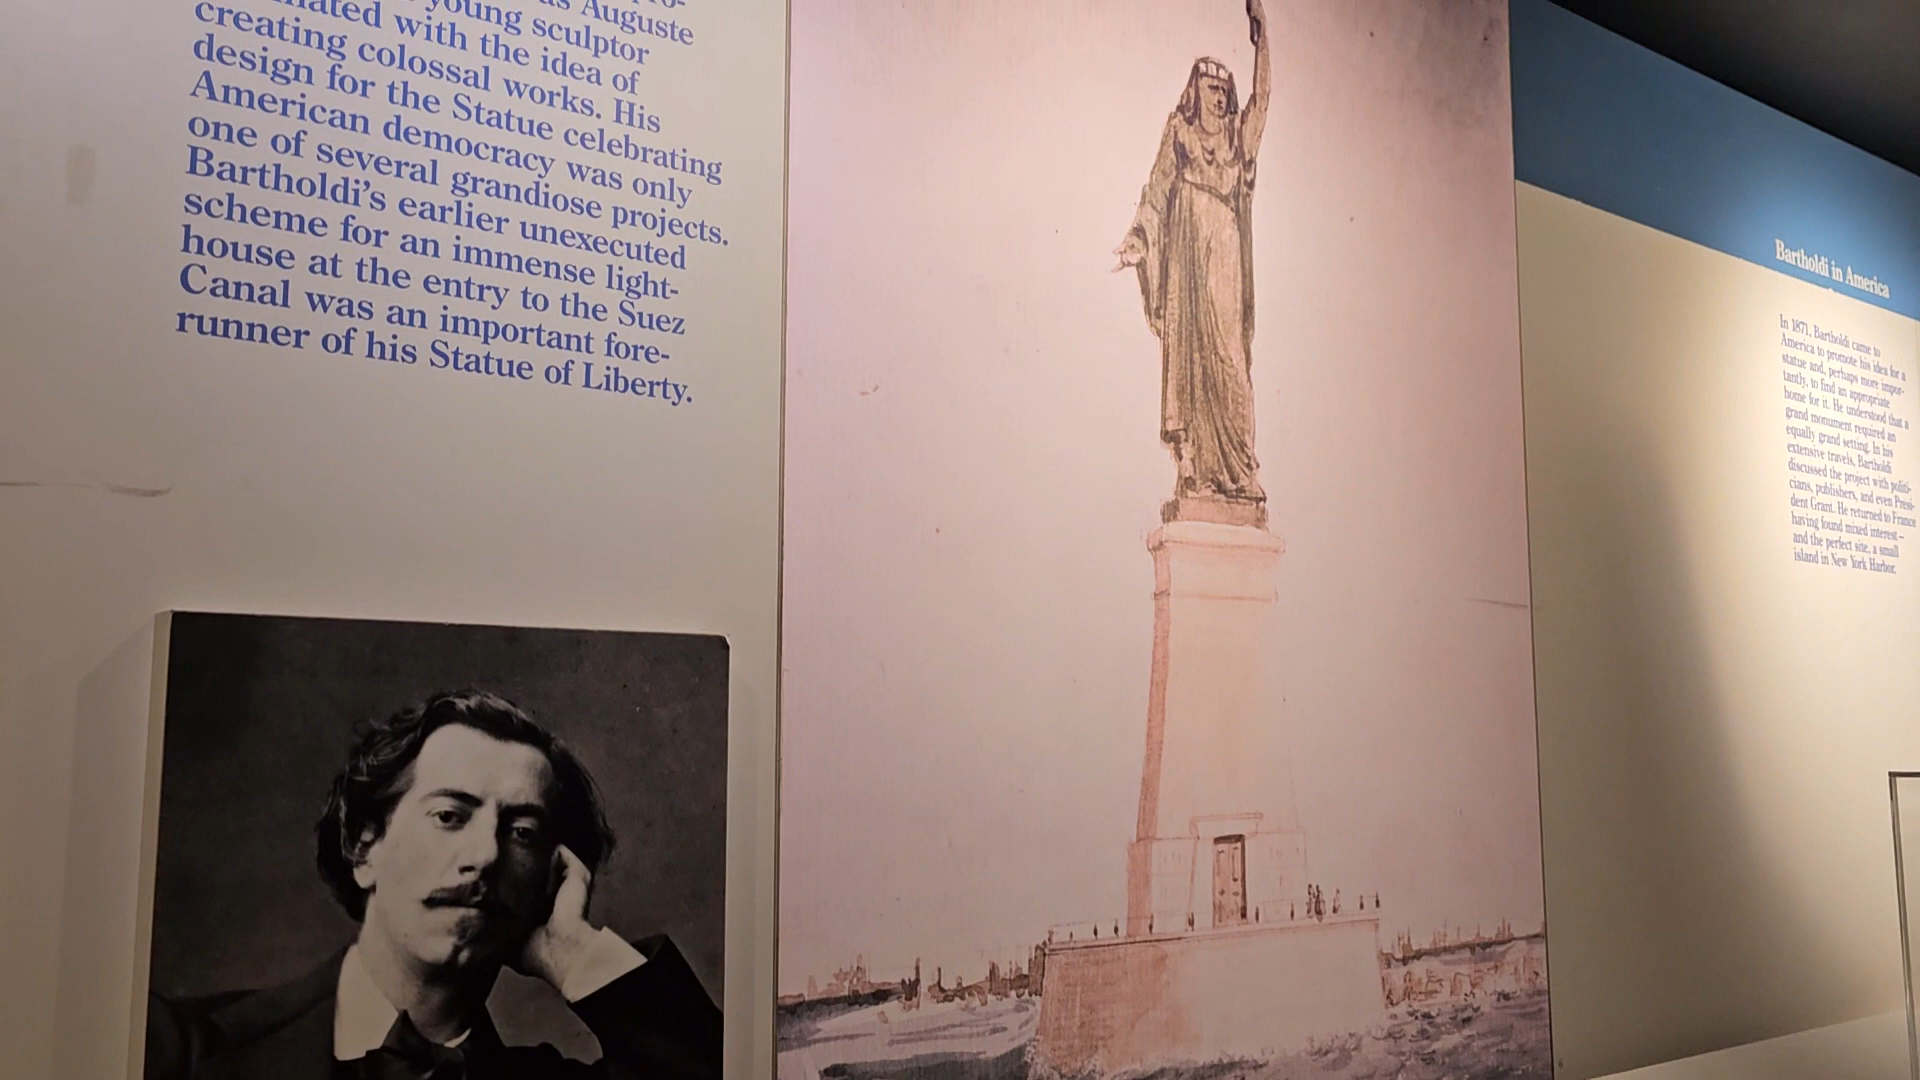 as Auguste
young sculptor
with the idea of
creating colossal works. His
design for the Statue celebrating
American democracy was only
one of several grandiose projects.
Bartholdi's earlier unexecuted
scheme for an immense light-
house at the entry to the Suez
Canal was an important fore-
runner of his Statue of Liberty.
Bartholdi in America
In 1871, Bartholdi came to
America to promote his idea for a
statue and, perhaps more impor-
tantly, to find an appropriate
home for it. He understood that a
grand monument required an
equally grand setting. In his
extensive travels, Bartholdi
discussed the project with politi-
cians, publishers, and even Presi-
dent Grant. He returned to France
having found mixed interest –
and the perfect site, a small
island in New York Harbor.